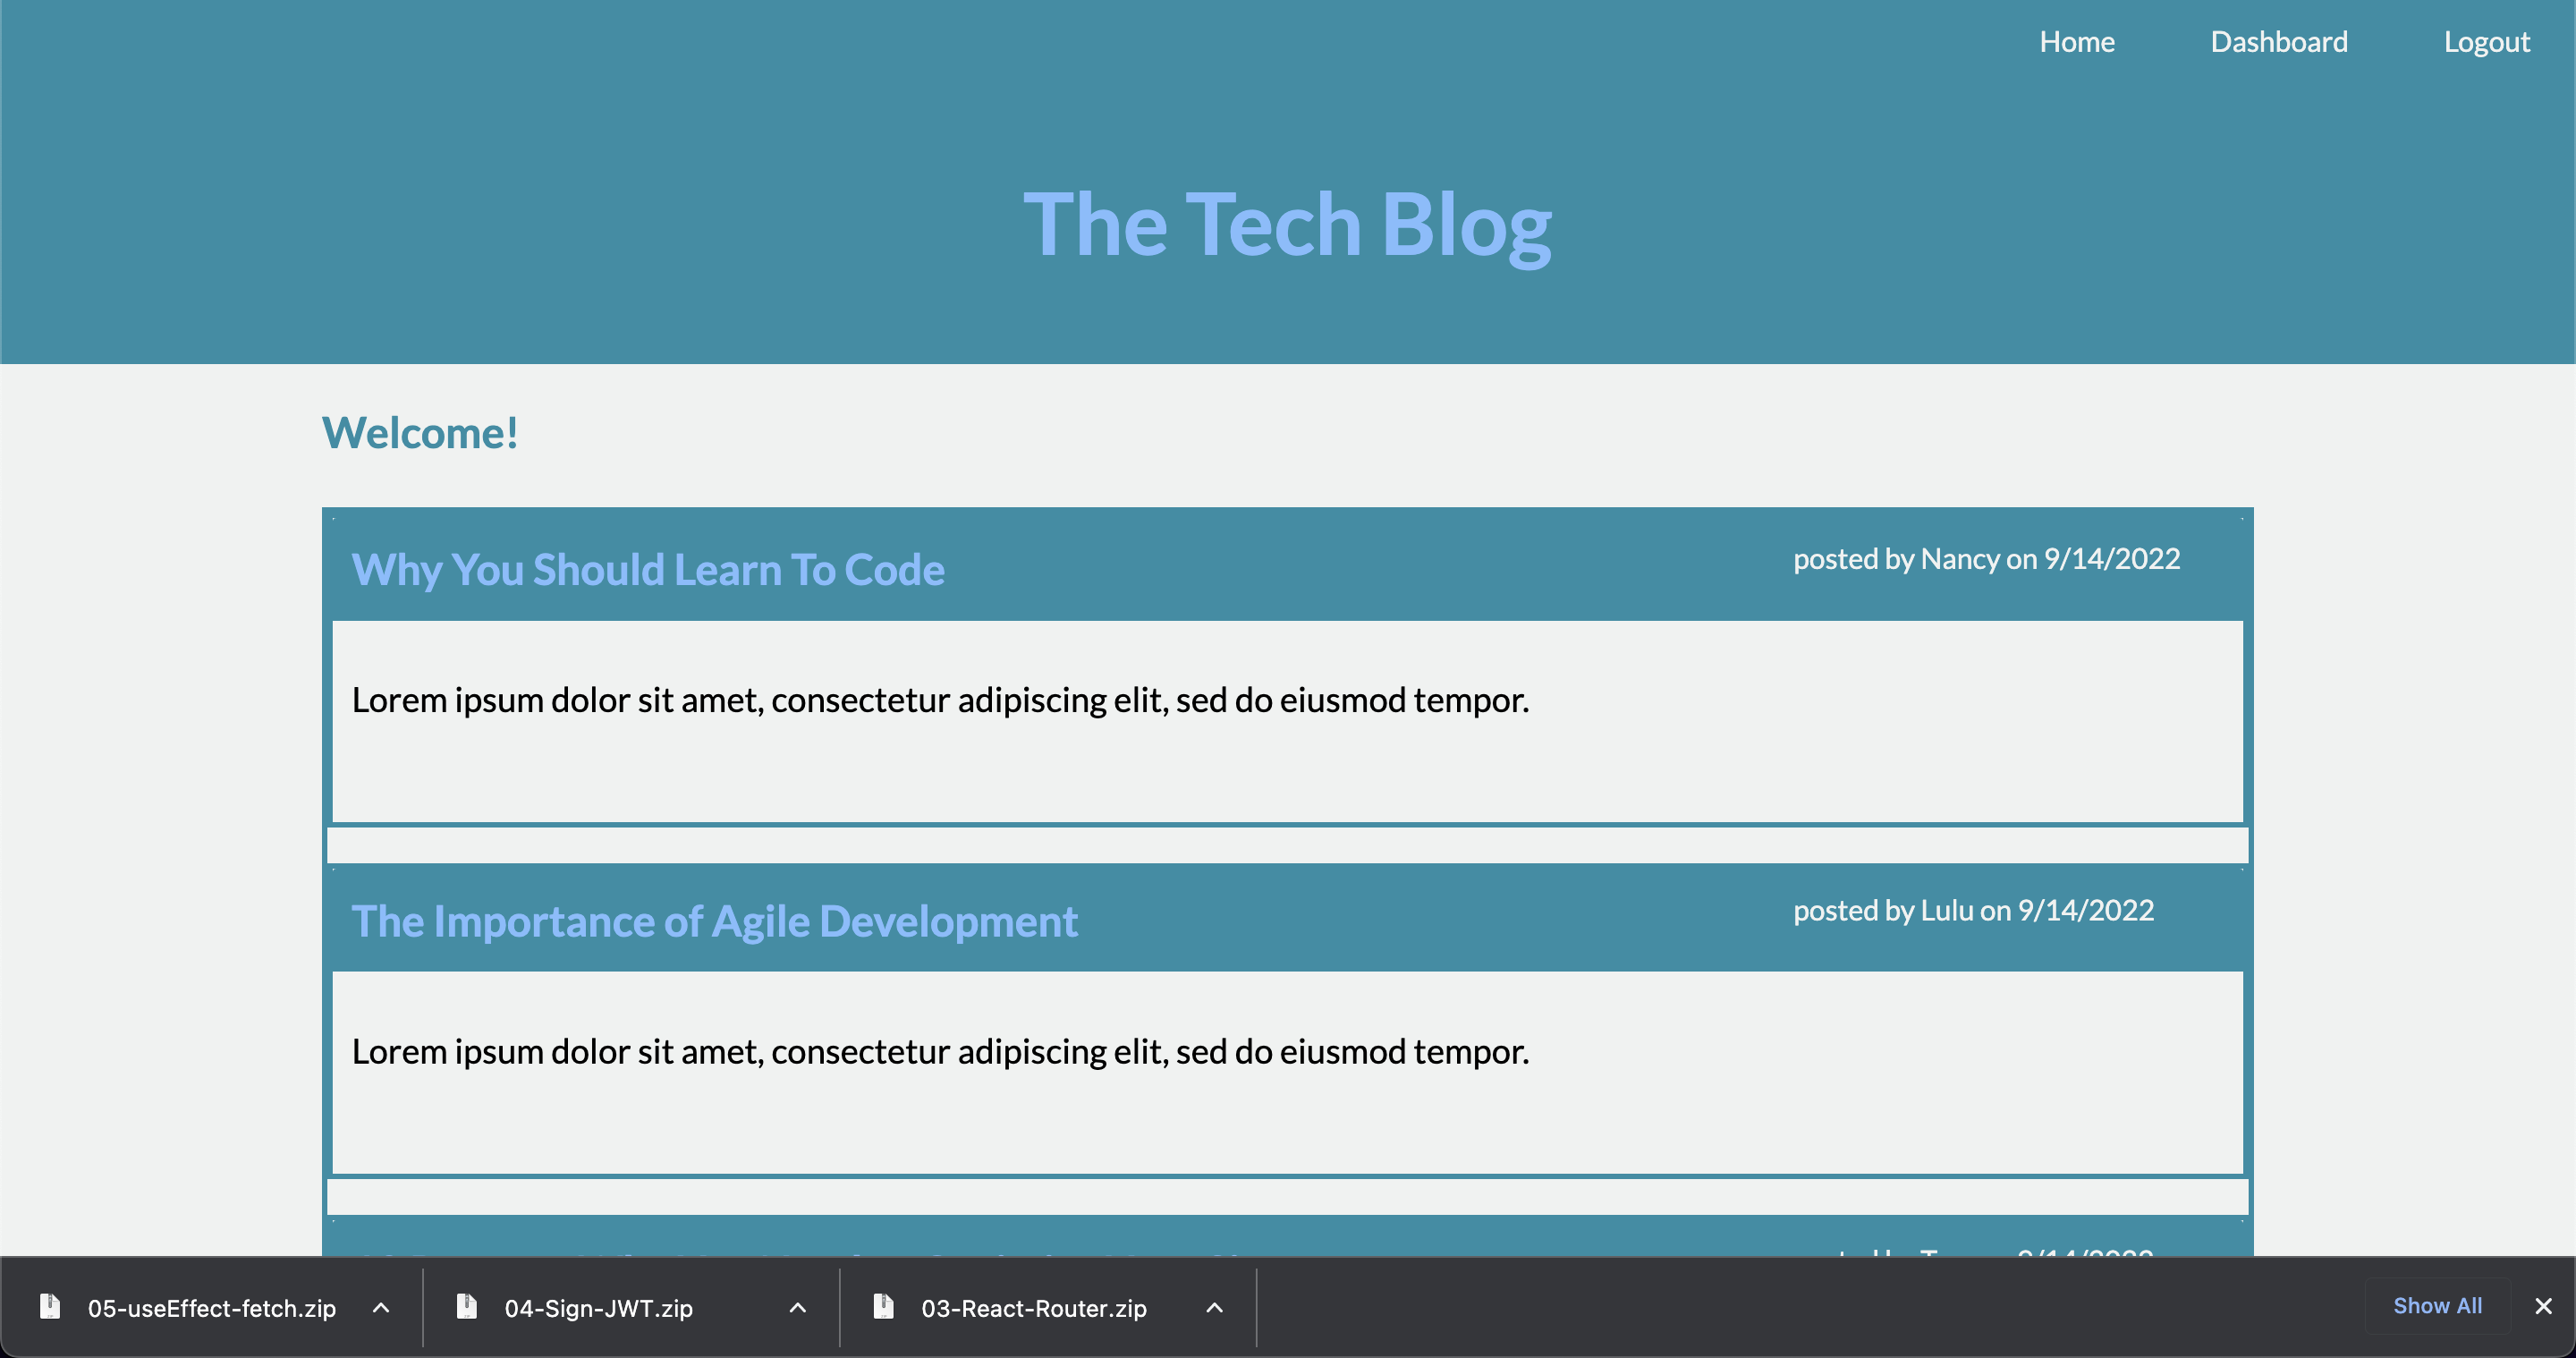 Home Dashboard Logout
The Tech Blog
Welcome!
Why You Should Learn To Code posted by Nancy on 9/14/2022
Lorem ipsum dolor sit amet, consectetur adipiscing elit, sed do eiusmod tempor.
The Importance of Agile Development posted by Lulu on 9/14/2022
Lorem ipsum dolor sit amet, consectetur adipiscing elit, sed do eiusmod tempor.
05-useEffect-fetch.zip 04-Sign-JWT.zip 03-React-Router.zip Show All